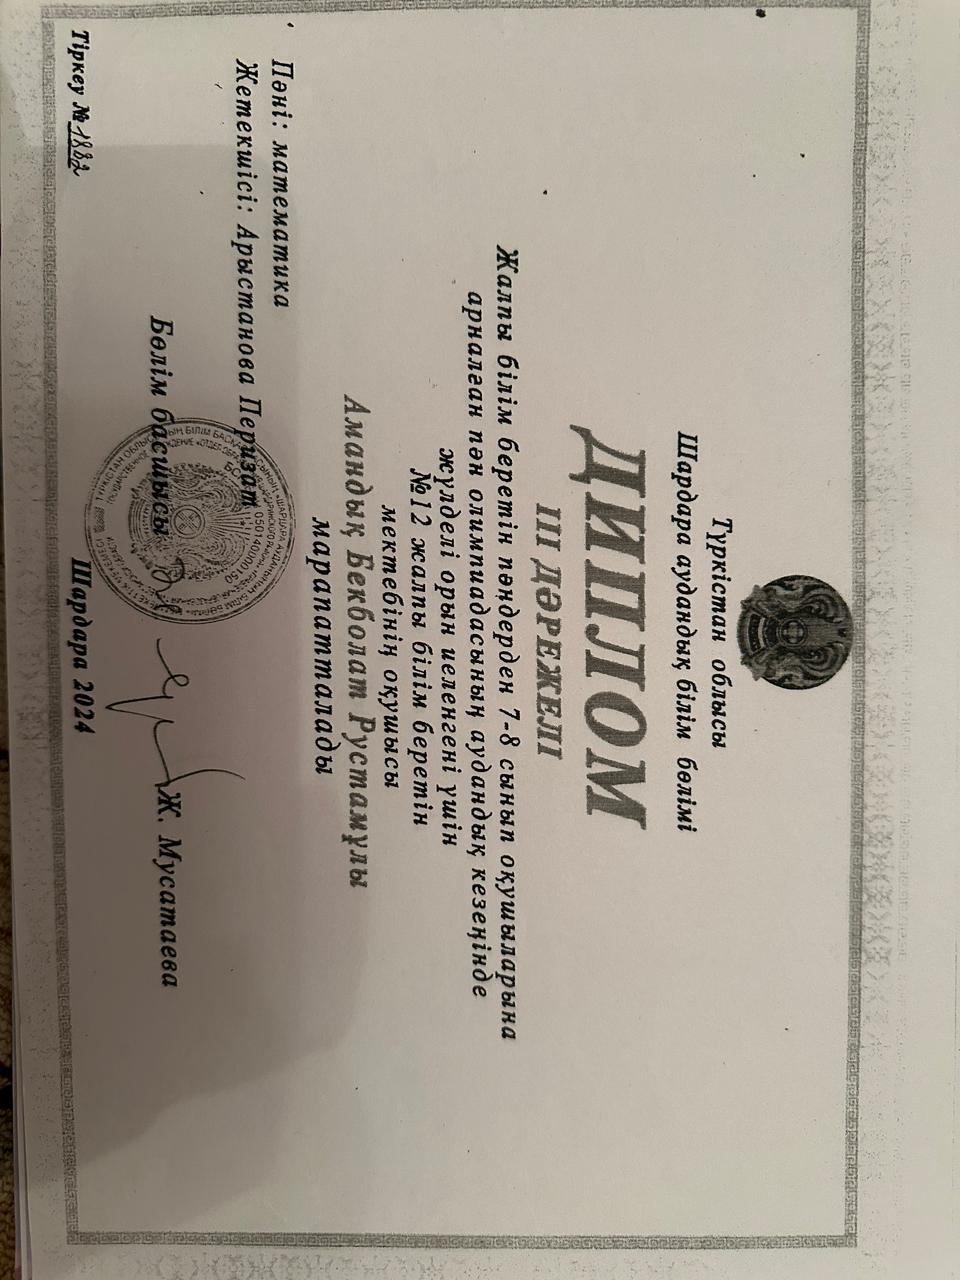 Түркістан облысы
Шардара аудандық білім бөлімі
ДИПЛОМ
ІІІ ДӘРЕЖЕЛІ
Жалпы білім беретін пәндерден 7-8 сынып оқушыларына
арналған пән олимпиадасының аудандық кезеңінде
жүлделі орын иеленгені үшін
№12 жалпы білім беретін
мектебінің оқушысы
Амандық Бекболат Рустамұлы
марапатталады
Пәні: математика
Жетекшісі: Арыстанова Перизат
Бөлім басшысы Ж. Мусатаева
050140000150
Тіркеу №1882
Шардара 2024